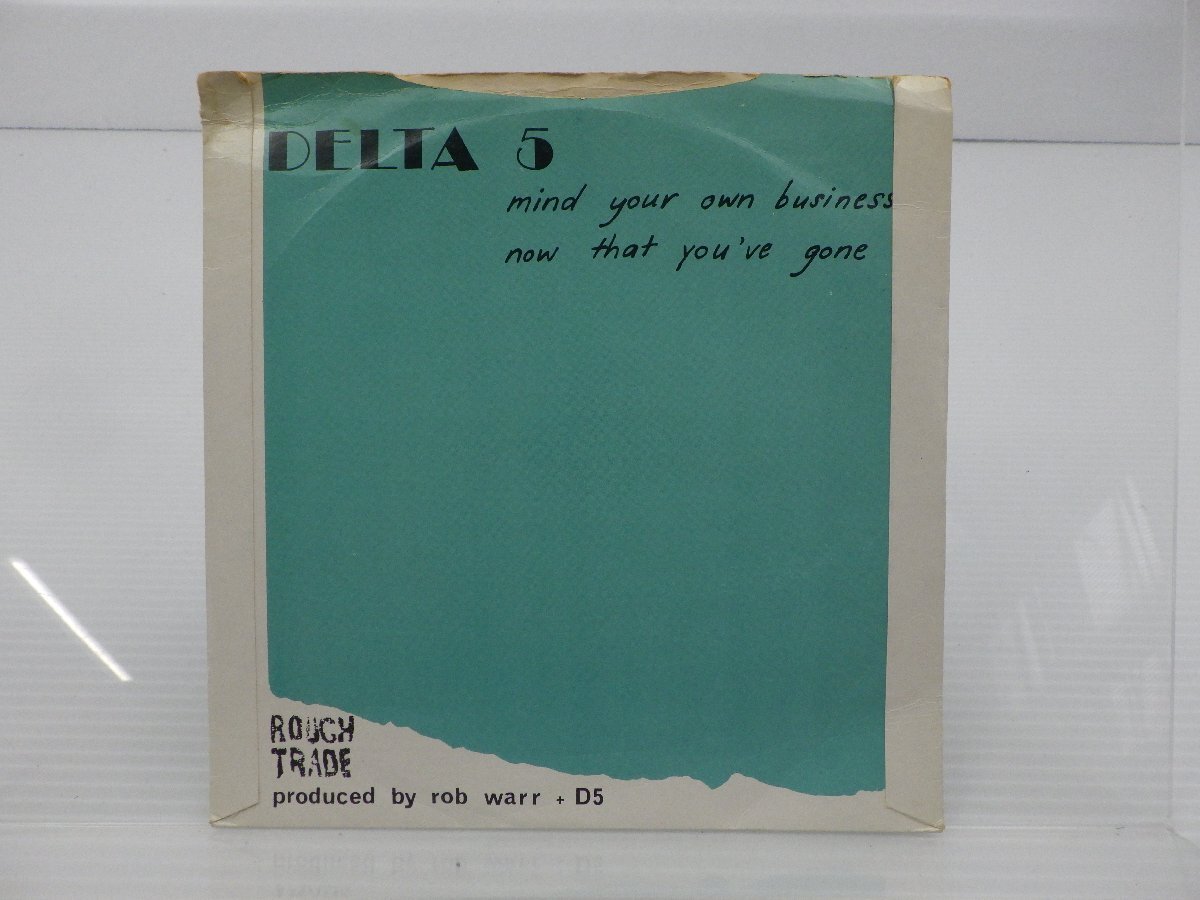 DELTA 5
mind your own business
now that you've gone
ROUGH
TRADE
produced by rob warr + D5